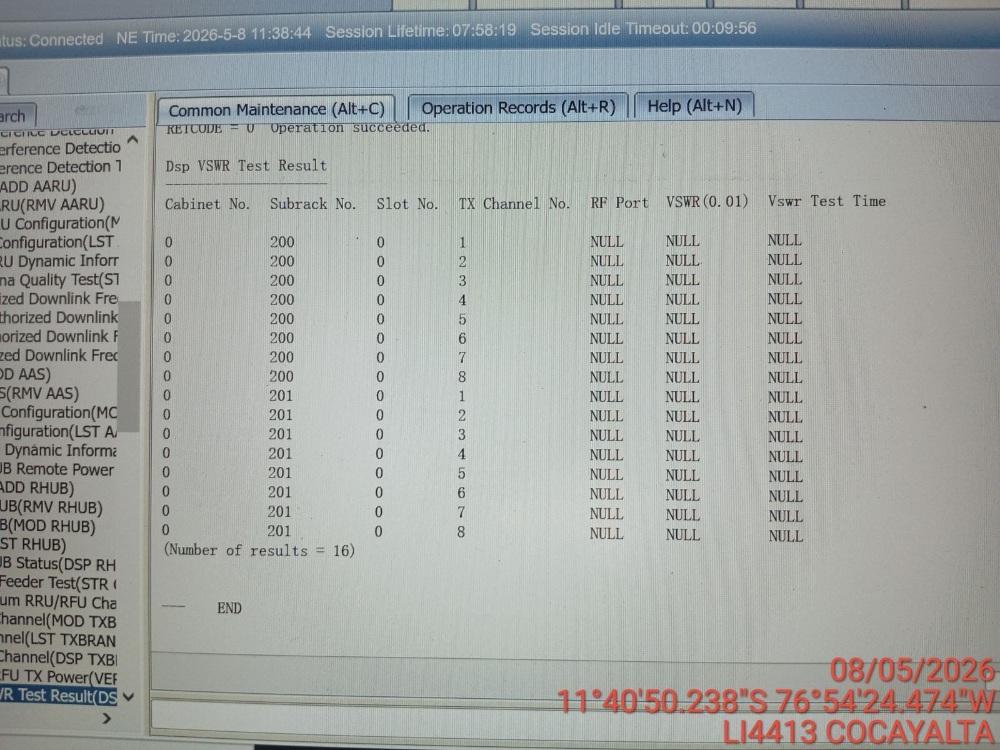 tus: Connected NE Time: 2026-5-8 11:38:44 Session Lifetime: 07:58:19 Session Idle Timeout: 00:09:56
arch
Common Maintenance (Alt+C) Operation Records (Alt+R) Help (Alt+N)
erference Detectio
erence Detection T
ADD AARU)
RU(RMV AARU)
U Configuration(M
Configuration(LST
RU Dynamic Inforr
na Quality Test(ST
ized Downlink Fre
thorized Downlink
orized Downlink F
zed Downlink Frec
DD AAS)
S(RMV AAS)
Configuration(MC
nfiguration(LST A
Dynamic Informa
UB Remote Power
ADD RHUB)
UB(RMV RHUB)
B(MOD RHUB)
ST RHUB)
UB Status(DSP RH
Feeder Test(STR
um RRU/RFU Cha
Channel(MOD TXB
nnel(LST TXBRAN
Channel(DSP TXB
RFU TX Power(VEF
VR Test Result(DS
RETCODE = 0 Operation succeeded.
Dsp VSWR Test Result
--------------------
Cabinet No. Subrack No. Slot No. TX Channel No. RF Port VSWR(0.01) Vswr Test Time
0 200 0 1 NULL NULL NULL
0 200 0 2 NULL NULL NULL
0 200 0 3 NULL NULL NULL
0 200 0 4 NULL NULL NULL
0 200 0 5 NULL NULL NULL
0 200 0 6 NULL NULL NULL
0 200 0 7 NULL NULL NULL
0 200 0 8 NULL NULL NULL
0 201 0 1 NULL NULL NULL
0 201 0 2 NULL NULL NULL
0 201 0 3 NULL NULL NULL
0 201 0 4 NULL NULL NULL
0 201 0 5 NULL NULL NULL
0 201 0 6 NULL NULL NULL
0 201 0 7 NULL NULL NULL
0 201 0 8 NULL NULL NULL
(Number of results = 16)
--- END
08/05/2026
11°40'50.238"S 76°54'24.474"W
LI4413 COCAYALTA